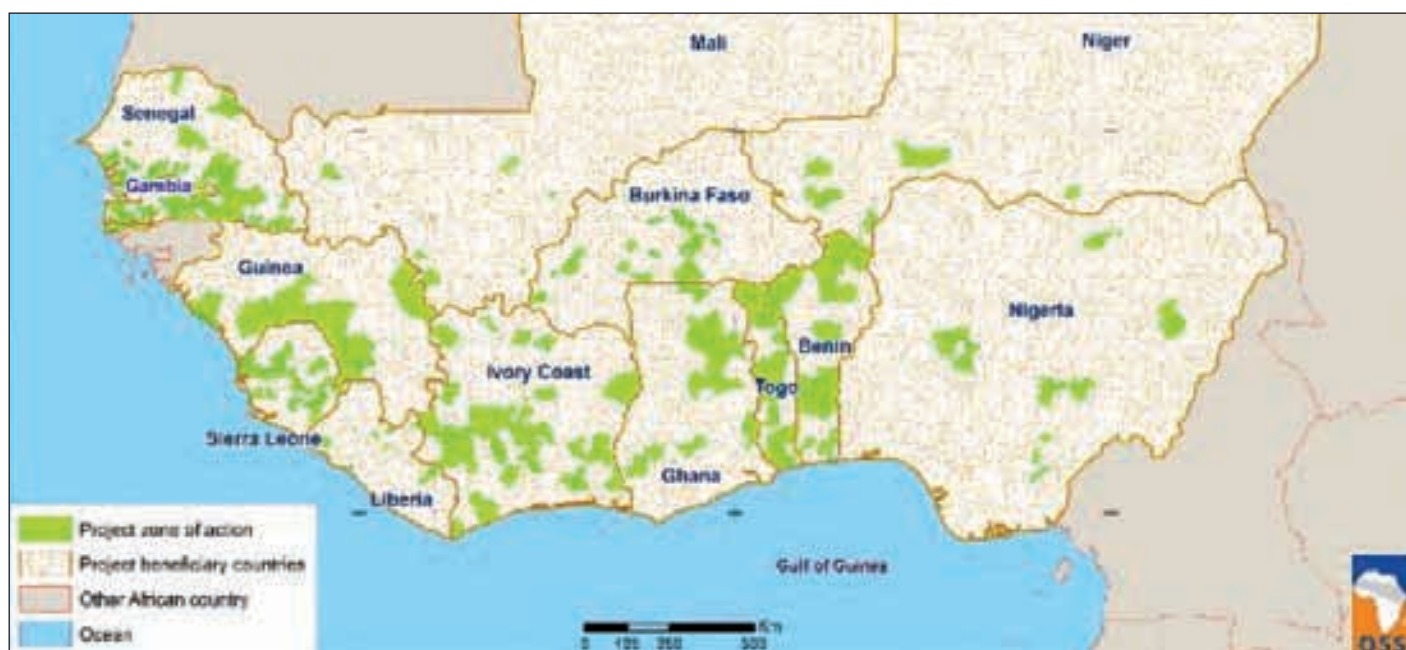 Mali
Niger
Senegal
Gambia
Burkina Faso
Guinea
Nigeria
Benin
Ivory Coast
Togo
Sierra Leone
Ghana
Liberia
Project zone of action
Project beneficiary countries
Gulf of Guinea
Other African country
Km
Ocean
0
500
OSS